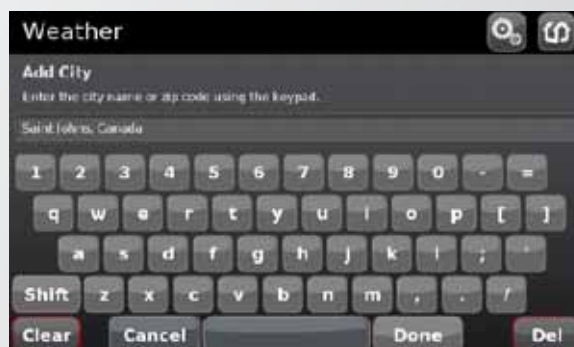 Weather
Add City
Enter the city name or zip code using the keypad.
Saint Johns, Canada
1 2 3 4 5 6 7 8 9 0 - =
q w e r t y u i o p [ ]
a s d f g h j k l ; '
Shift z x c v b n m , . /
Clear Cancel Done Del